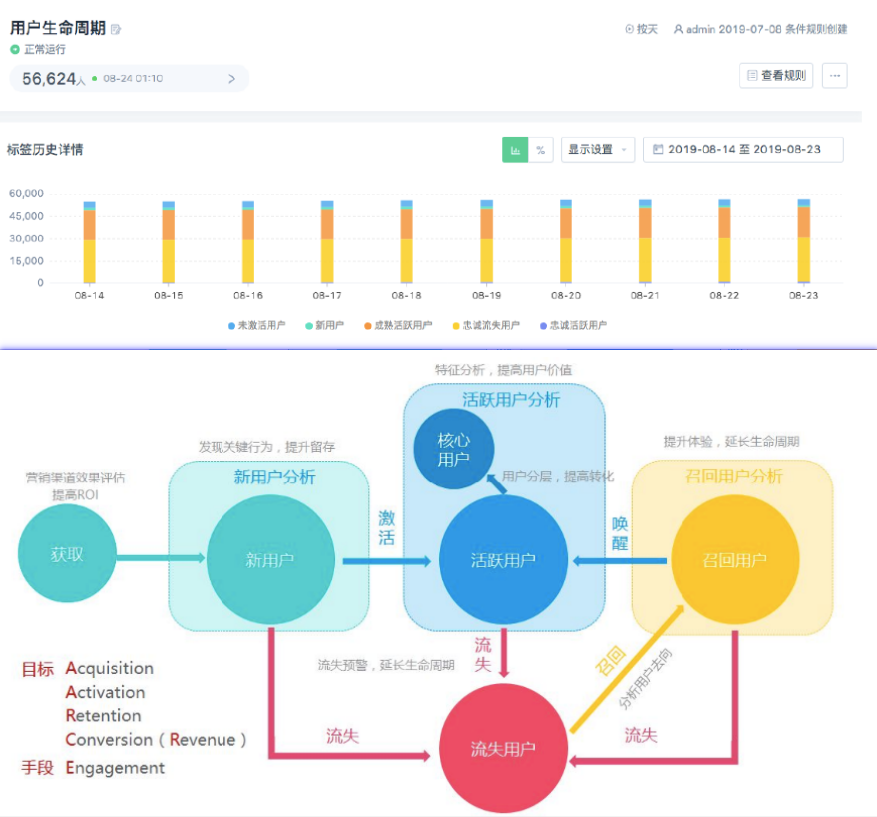 用户生命周期
按天 admin 2019-07-08 条件规则创建
正常运行
56,624人 08-24 01:10
查看规则
标签历史详情
% 显示设置 2019-08-14 至 2019-08-23
60,000
45,000
30,000
15,000
0
08-14 08-15 08-16 08-17 08-18 08-19 08-20 08-21 08-22 08-23
未激活用户 新用户 成熟活跃用户 忠诚流失用户 忠诚活跃用户
特征分析，提高用户价值
活跃用户分析
核心
用户
用户分层，提高转化
发现关键行为，提升留存
新用户分析
提升体验，延长生命周期
召回用户分析
营销渠道效果评估
提高ROI
获取
新用户
激活
活跃用户
唤醒
召回用户
流失预警，延长生命周期
流失
召回
分析用户去向
流失
流失用户
流失
目标 Acquisition
Activation
Retention
Conversion（Revenue）
手段 Engagement